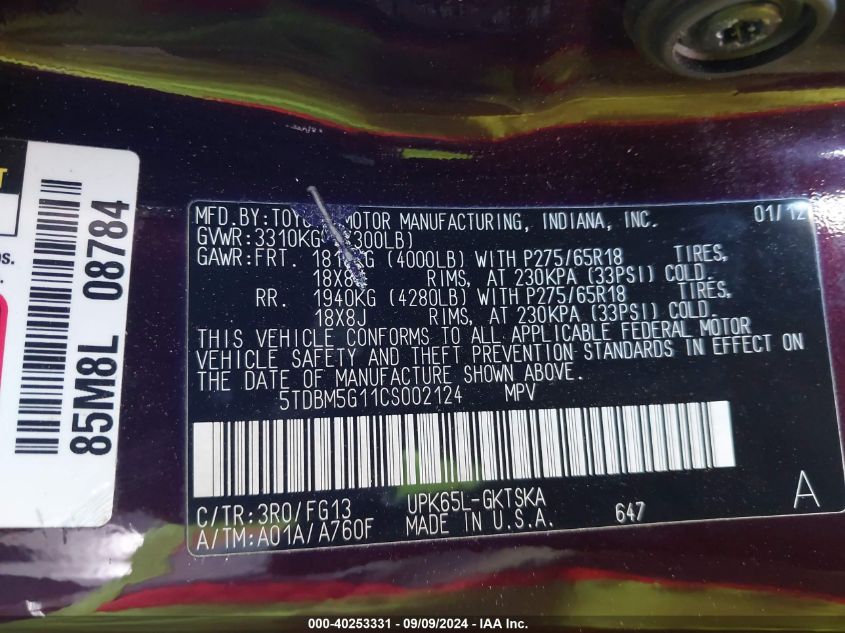 MFD.BY: MOTOR MANUFACTURING, INDIANA, INC. 01/12
GVWR:3310KG 300LB)
GAWR:FRT. (4000LB) WITH P275/65R18 TIRES,
18X8 RIMS, AT 230KPA (33PSI) COLD.
RR. 1940KG (4280LB) WITH P275/65R18 TIRES,
18X8J RIMS, AT 230KPA (33PSI) COLD.
THIS VEHICLE CONFORMS TO ALL APPLICABLE FEDERAL MOTOR
VEHICLE SAFETY AND THEFT PREVENTION STANDARDS IN EFFECT ON
THE DATE OF MANUFACTURE SHOWN ABOVE.
5TDBM5G11CS002124 MPV
C/TR:3R0/FG13 UPK65L-GKTSKA A
A/TM:A01A/A760F MADE IN U.S.A. 647
85M8L 08784
000-40253331 - 09/09/2024 - IAA Inc.